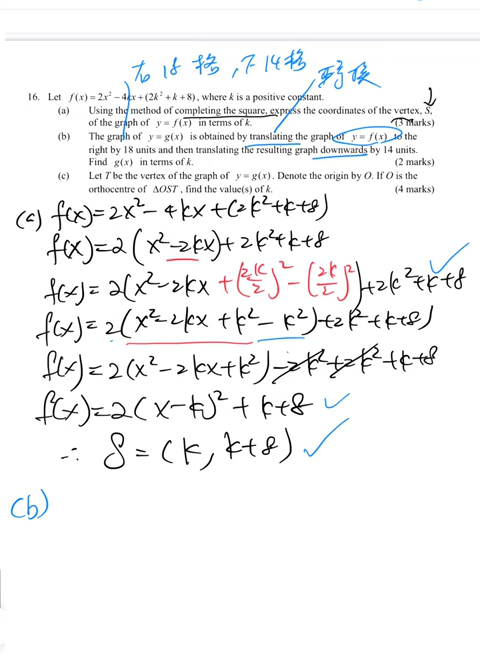 右18格，下14格
16. Let f(x) = 2x² − 4kx + (2k² + k + 8), where k is a positive constant.
(a) Using the method of completing the square, express the coordinates of the vertex, S,
of the graph of y = f(x) in terms of k. (3 marks)
(b) The graph of y = g(x) is obtained by translating the graph of y = f(x) to the
right by 18 units and then translating the resulting graph downwards by 14 units.
Find g(x) in terms of k. (2 marks)
(c) Let T be the vertex of the graph of y = g(x). Denote the origin by O. If O is the
orthocentre of ΔOST, find the value(s) of k. (4 marks)
(a) f(x) = 2x² − 4kx + (2k² + k + 8)
f(x) = 2(x² − 2kx) + 2k² + k + 8
f(x) = 2(x² − 2kx + (2k/2)² − (2k/2)²) + 2k² + k + 8
f(x) = 2(x² − 2kx + k² − k²) + 2k² + k + 8)
f(x) = 2(x² − 2kx + k²) − 2k² + 2k² + k + 8
f(x) = 2(x − k)² + k + 8
∴ S = (k, k + 8)
(b)